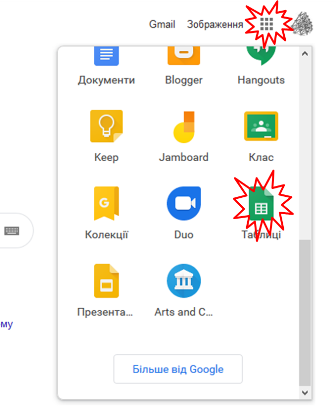 Gmail Зображення
Документи Blogger Hangouts
Keep Jamboard Клас
G
Колекції Duo Таблиці
Презента... Arts and C...
му
Більше від Google